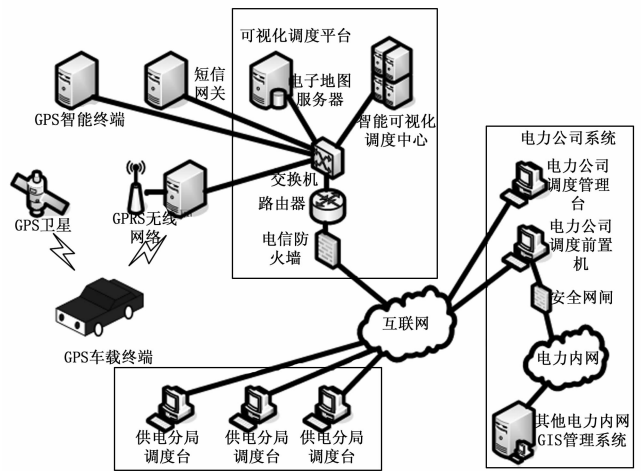 可视化调度平台
短信
网关
电子地图
服务器
GPS智能终端
智能可视化
调度中心
电力公司系统
电力公司
调度管理
台
交换机
路由器
GPRS无线
网络
GPS卫星
电信防
火墙
电力公司
调度前置
机
安全网闸
互联网
GPS车载终端
电力内网
供电分局
调度台
供电分局
调度台
供电分局
调度台
其他电力内网
GIS管理系统